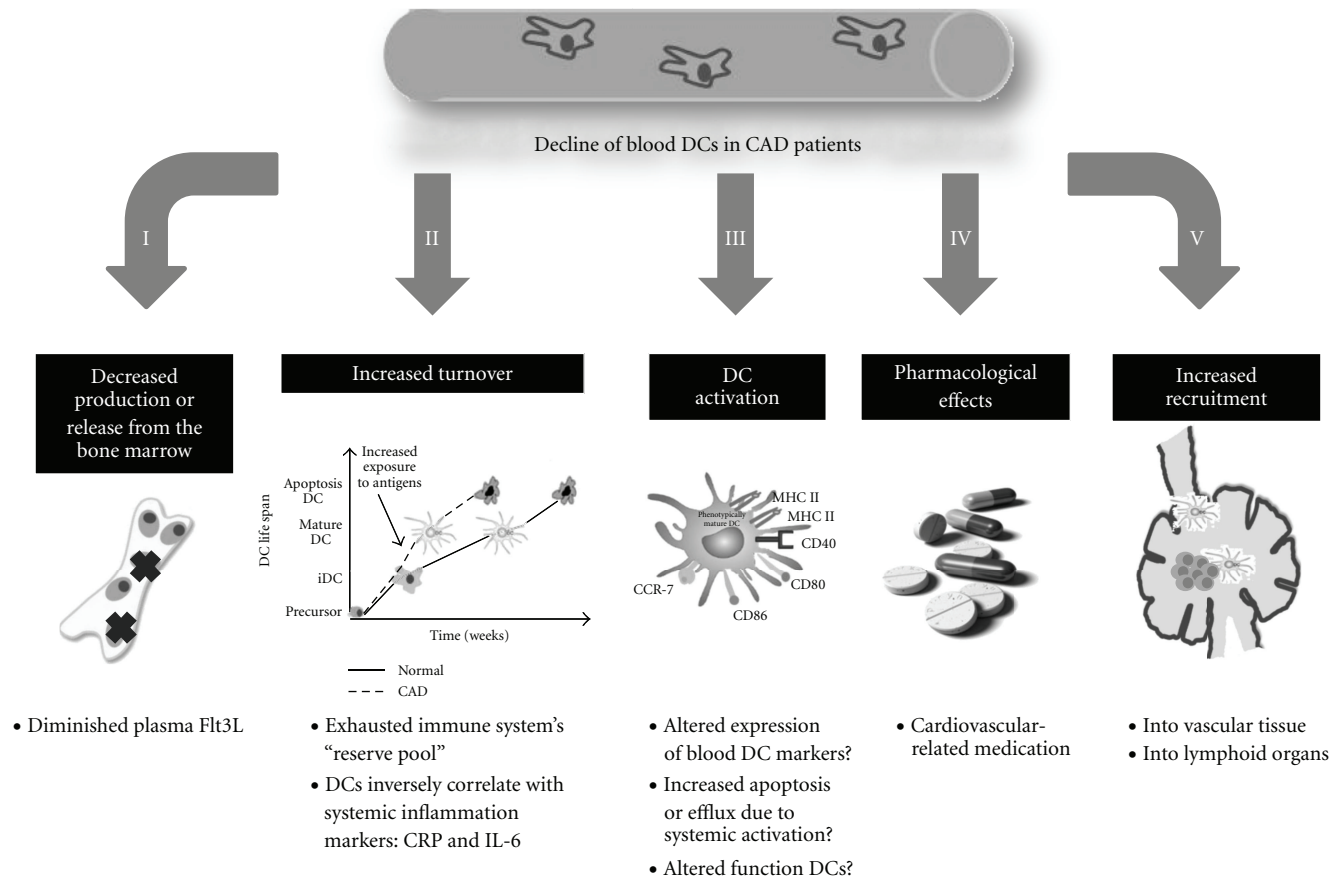 Decline of blood DCs in CAD patients
I
II
III
IV
V
Decreased
production or
release from the
bone marrow
• Diminished plasma Flt3L
Increased turnover
DC life span
Apoptosis
DC
Mature
DC
iDC
Precursor
Increased
exposure
to antigens
Time (weeks)
Normal
CAD
• Exhausted immune system's
"reserve pool"
• DCs inversely correlate with
systemic inflammation
markers: CRP and IL-6
DC
activation
Phenotypically
mature DC
MHC II
MHC II
CD40
CD80
CD86
CCR-7
• Altered expression
of blood DC markers?
• Increased apoptosis
or efflux due to
systemic activation?
• Altered function DCs?
Pharmacological
effects
• Cardiovascular-
related medication
Increased
recruitment
• Into vascular tissue
• Into lymphoid organs